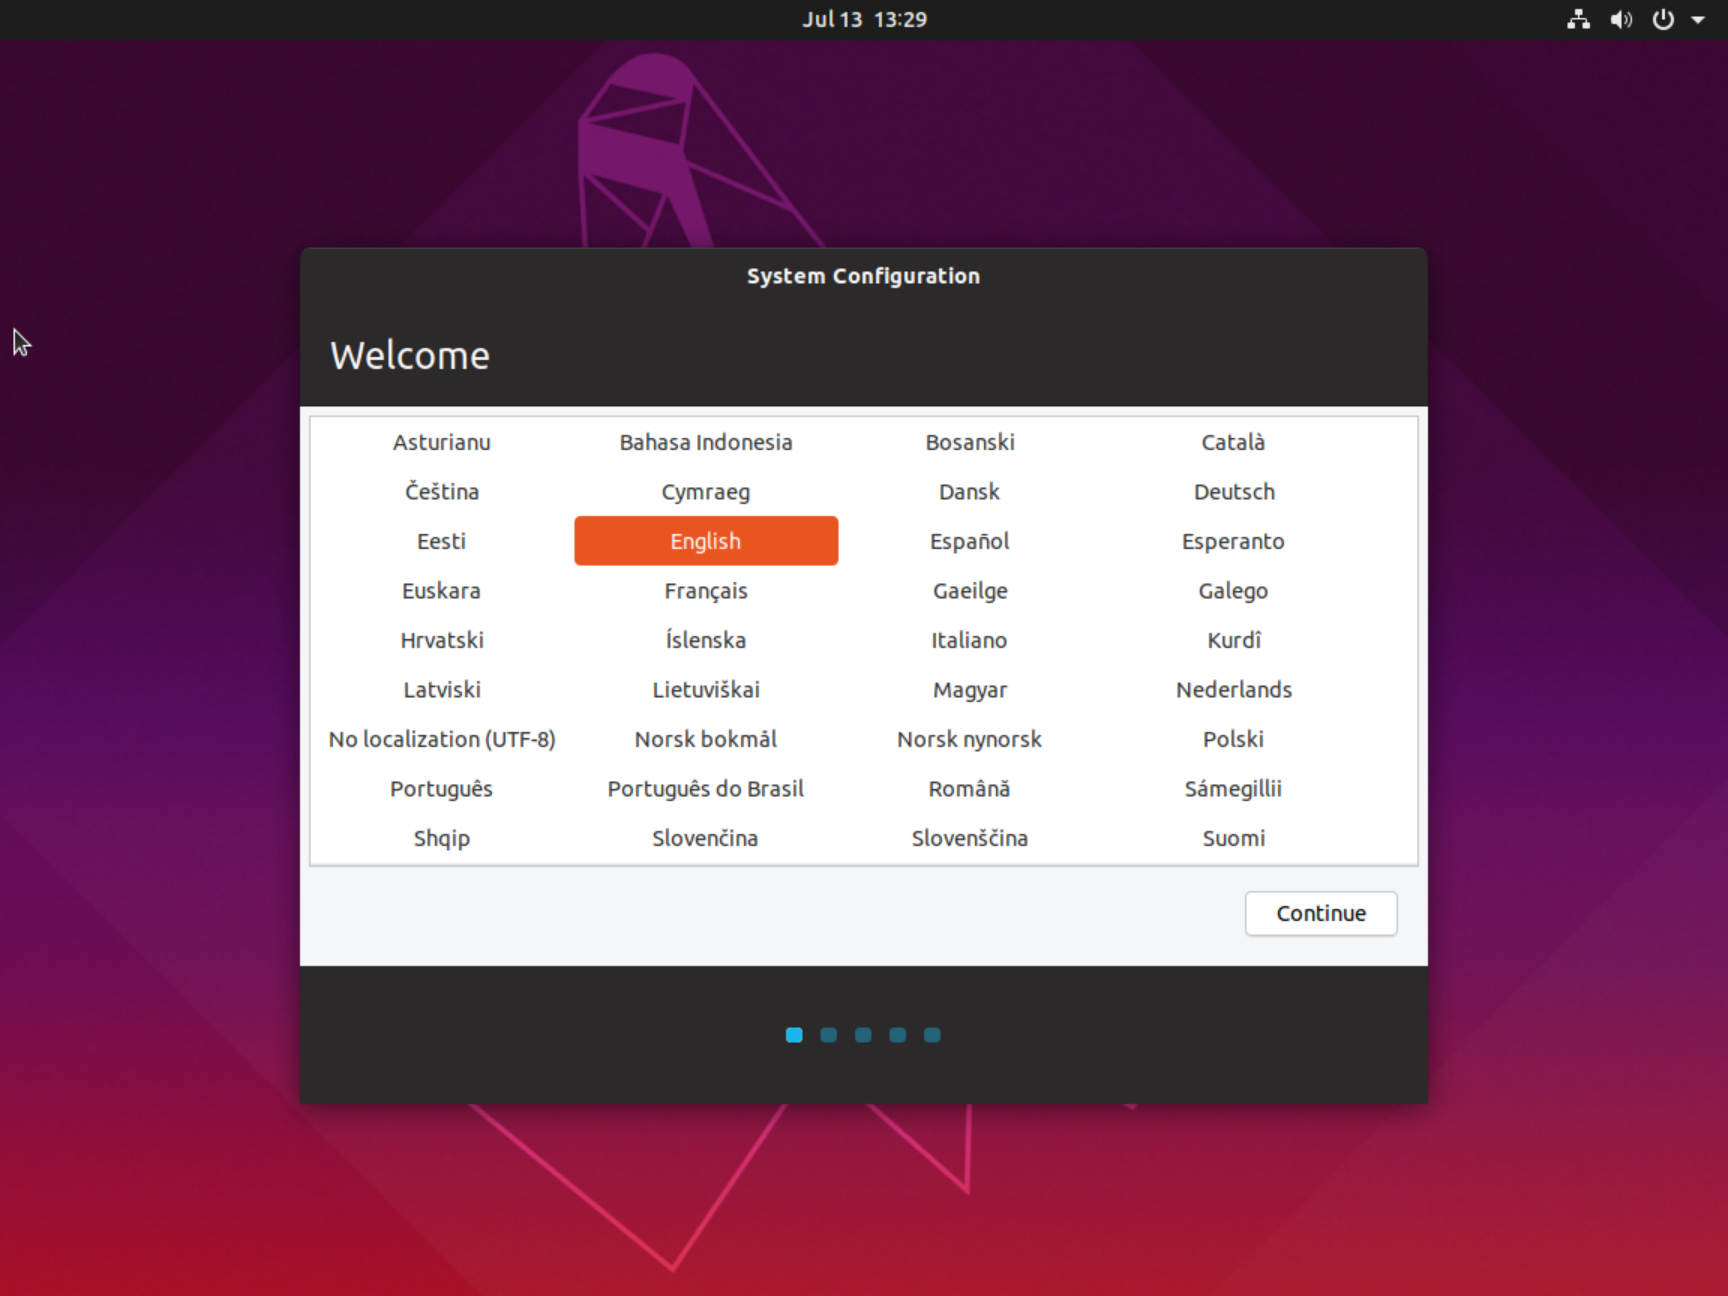 Jul 13 13:29
System Configuration
Welcome
Asturianu Bahasa Indonesia Bosanski Català
Čeština Cymraeg Dansk Deutsch
Eesti English Español Esperanto
Euskara Français Gaeilge Galego
Hrvatski Íslenska Italiano Kurdî
Latviski Lietuviškai Magyar Nederlands
No localization (UTF-8) Norsk bokmål Norsk nynorsk Polski
Português Português do Brasil Română Sámegillii
Shqip Slovenčina Slovenščina Suomi
Continue